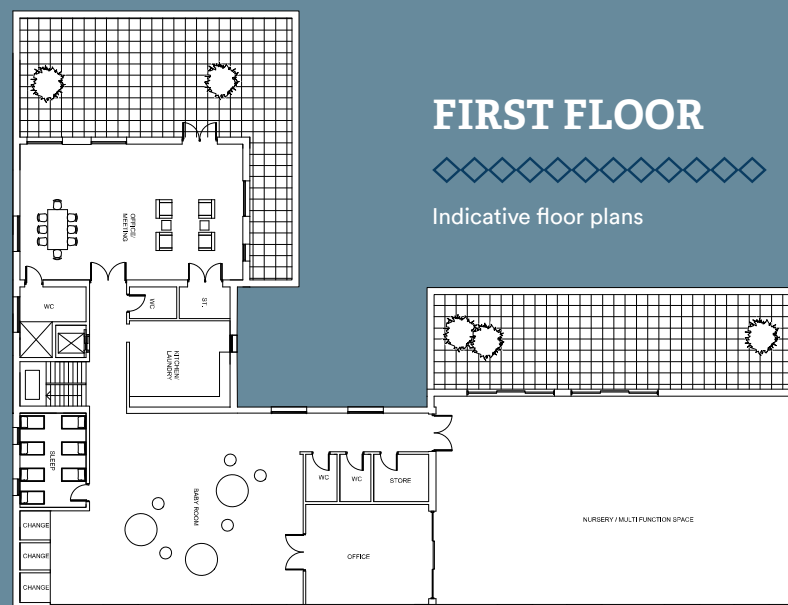 FIRST FLOOR
Indicative floor plans
OFFICE/
MEETING
WC
WC
ST.
KITCHEN/
LAUNDRY
SLEEP
BABY ROOM
WC
WC
STORE
CHANGE
CHANGE
CHANGE
OFFICE
NURSERY / MULTI FUNCTION SPACE